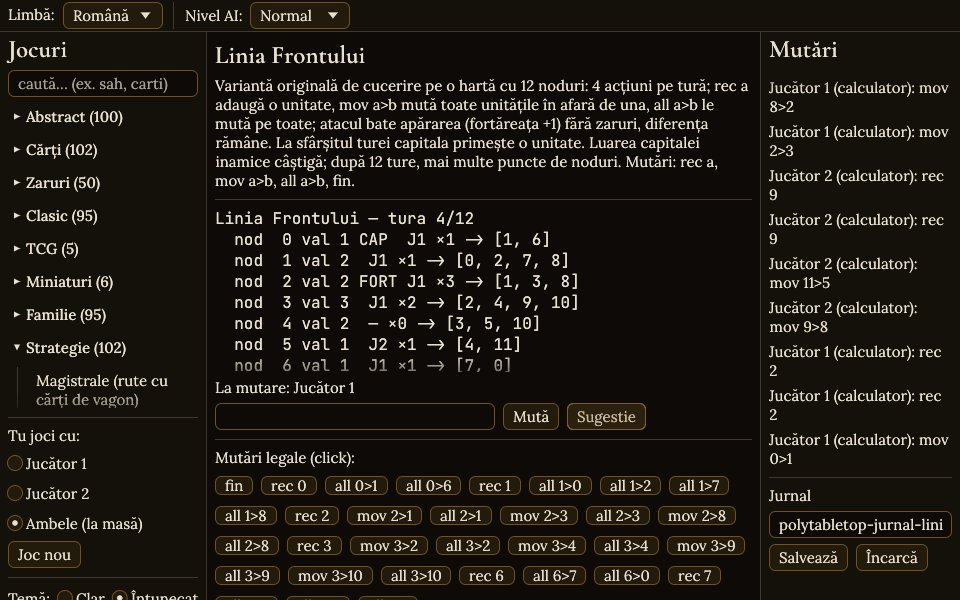 Limbă: Română ▼ Nivel AI: Normal ▼
Jocuri
caută... (ex. sah, carti)
▸ Abstract (100)
▸ Cărți (102)
▸ Zaruri (50)
▸ Clasic (95)
▸ TCG (5)
▸ Miniaturi (6)
▸ Familie (95)
▾ Strategie (102)
Magistrale (rute cu
cărți de vagon)
Tu joci cu:
Jucător 1
Jucător 2
Ambele (la masă)
Joc nou
Temă: Clar Întunecat
Linia Frontului
Variantă originală de cucerire pe o hartă cu 12 noduri: 4 acțiuni pe tură; rec a
adaugă o unitate, mov a>b mută toate unitățile în afară de una, all a>b le
mută pe toate; atacul bate apărarea (fortăreața +1) fără zaruri, diferența
rămâne. La sfârșitul turei capitala primește o unitate. Luarea capitalei
inamice câștigă; după 12 ture, mai multe puncte de noduri. Mutări: rec a,
mov a>b, all a>b, fin.
Linia Frontului — tura 4/12
nod 0 val 1 CAP J1 ×1 -> [1, 6]
nod 1 val 2 J1 ×1 -> [0, 2, 7, 8]
nod 2 val 2 FORT J1 ×3 -> [1, 3, 8]
nod 3 val 3 J1 ×2 -> [2, 4, 9, 10]
nod 4 val 2 — ×0 -> [3, 5, 10]
nod 5 val 1 J2 ×1 -> [4, 11]
nod 6 val 1 J1 ×1 -> [7, 0]
La mutare: Jucător 1
Mută Sugestie
Mutări legale (click):
fin rec 0 all 0>1 all 0>6 rec 1 all 1>0 all 1>2 all 1>7
all 1>8 rec 2 mov 2>1 all 2>1 mov 2>3 all 2>3 mov 2>8
all 2>8 rec 3 mov 3>2 all 3>2 mov 3>4 all 3>4 mov 3>9
all 3>9 mov 3>10 all 3>10 rec 6 all 6>7 all 6>0 rec 7
Mutări
Jucător 1 (calculator): mov
8>2
Jucător 1 (calculator): mov
2>3
Jucător 2 (calculator): rec
9
Jucător 2 (calculator): rec
9
Jucător 2 (calculator):
mov 11>5
Jucător 2 (calculator):
mov 9>8
Jucător 1 (calculator): rec
2
Jucător 1 (calculator): rec
2
Jucător 1 (calculator): mov
0>1
Jurnal
polytabletop-jurnal-lini
Salvează Încarcă